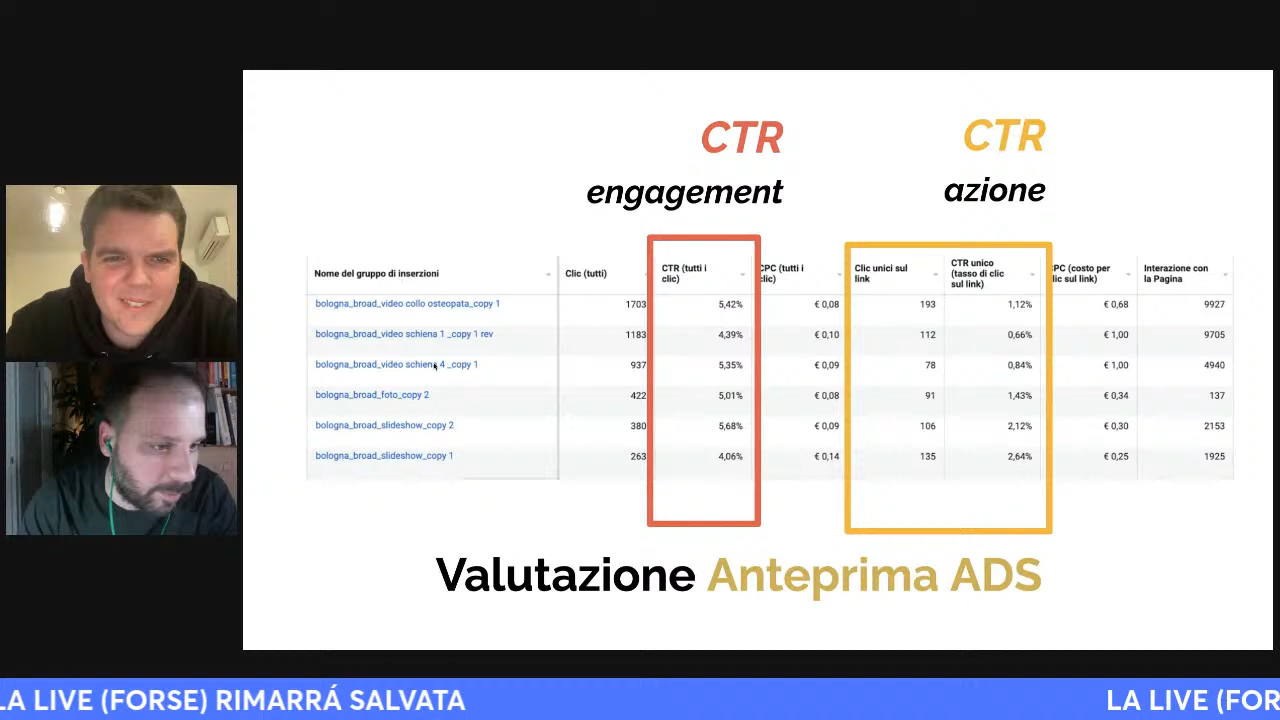 CTR CTR
engagement azione
Nome del gruppo di inserzioni Clic (tutti) CTR (tutti i clic) CPC (tutti i clic) Clic unici sul link CTR unico (tasso di clic sul link) CPC (costo per clic sul link) Interazione con la Pagina
bologna_broad_video collo osteopata_copy 1 1703 5,42% € 0,08 193 1,12% € 0,68 9927
bologna_broad_video schiena 1 _copy 1 rev 1183 4,39% € 0,10 112 0,66% € 1,00 9705
bologna_broad_video schiena 4 _copy 1 937 5,35% € 0,09 78 0,84% € 1,00 4940
bologna_broad_foto_copy 2 422 5,01% € 0,08 91 1,43% € 0,34 137
bologna_broad_slideshow_copy 2 380 5,68% € 0,09 106 2,12% € 0,30 2153
bologna_broad_slideshow_copy 1 263 4,06% € 0,14 135 2,64% € 0,25 1925
Valutazione Anteprima ADS
LA LIVE (FORSE) RIMARRÁ SALVATA LA LIVE (FOR